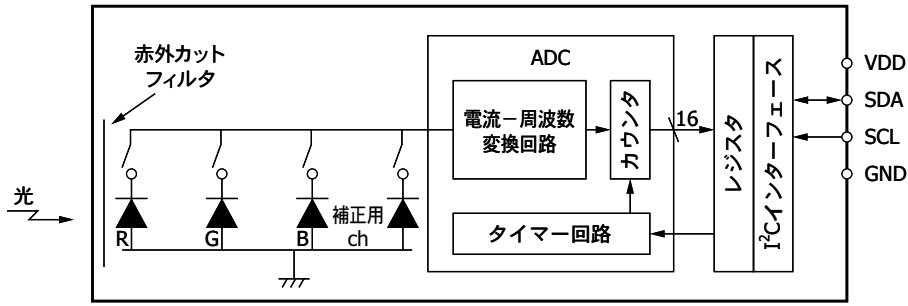 赤外カット
フィルタ
光
R
G
B
補正用
ch
ADC
電流－周波数
変換回路
カウンタ
16
タイマー回路
レジスタ
I²Cインターフェース
VDD
SDA
SCL
GND